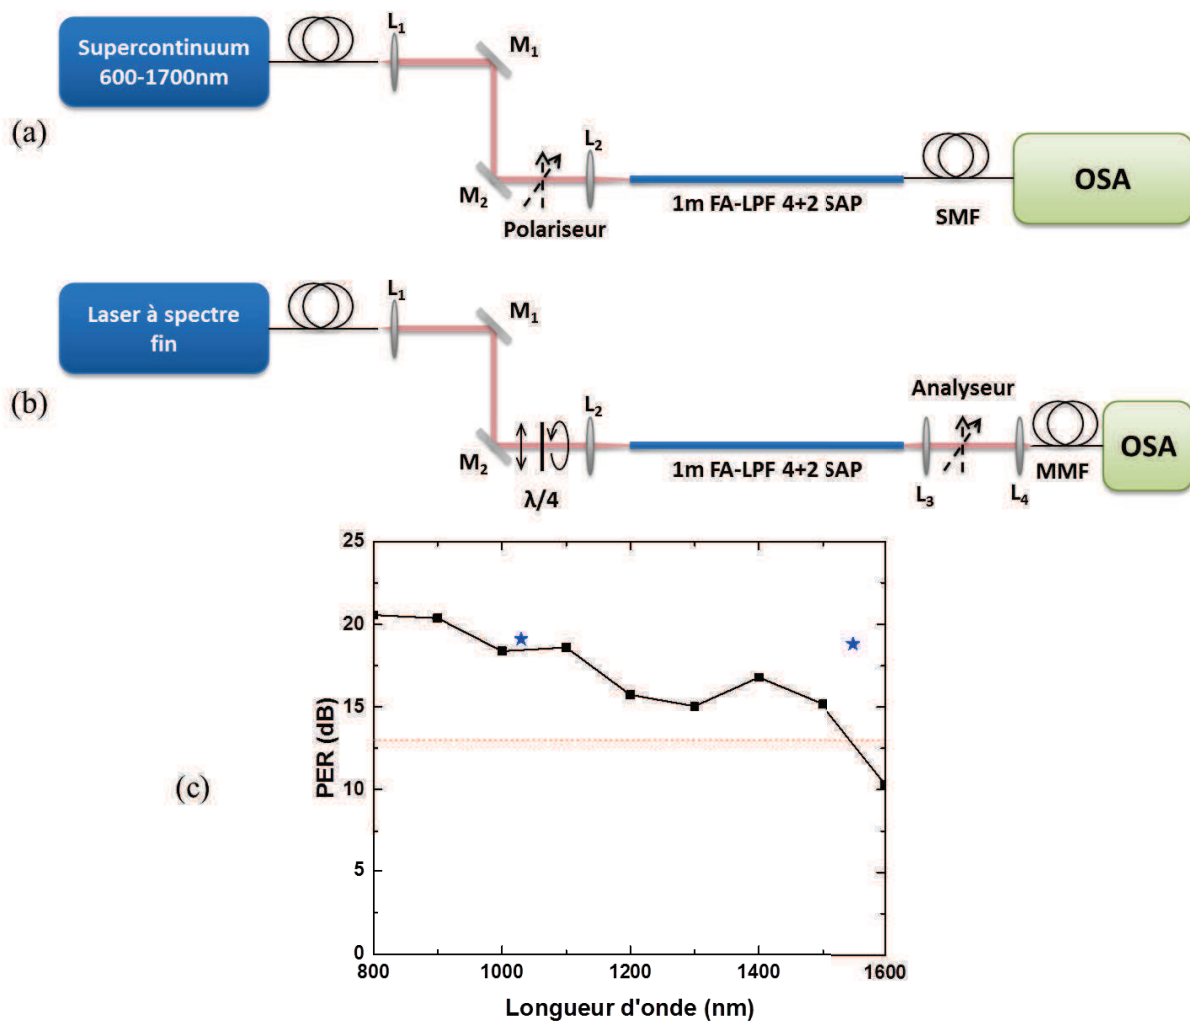 Supercontinuum
600-1700nm
L1
M1
(a)
M2
L2
Polariseur
1m FA-LPF 4+2 SAP
SMF
OSA
Laser à spectre
fin
L1
M1
(b)
M2
λ/4
L2
1m FA-LPF 4+2 SAP
Analyseur
L3
L4
MMF
OSA
(c)
PER (dB)
25
20
15
10
5
0
800
1000
1200
1400
1600
Longueur d'onde (nm)